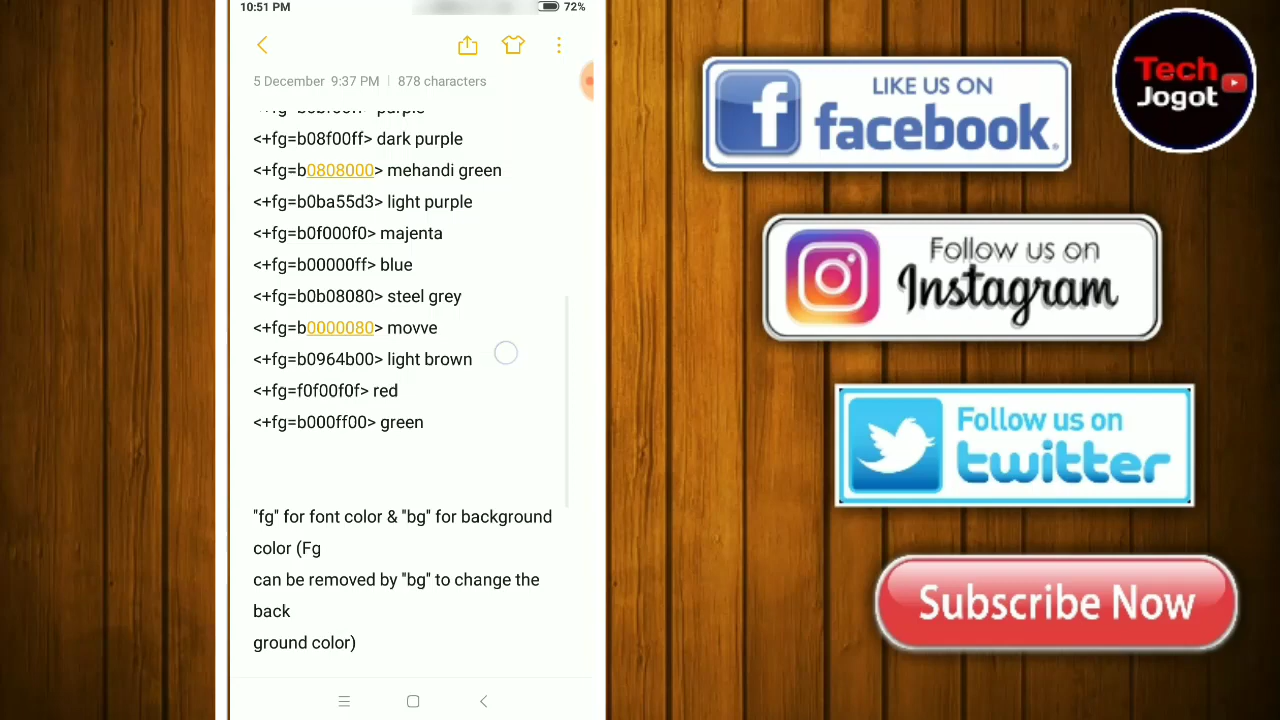 10:51 PM
72%
5 December 9:37 PM | 878 characters
<+fg=b08f00ff> dark purple
<+fg=b0808000> mehandi green
<+fg=b0ba55d3> light purple
<+fg=b0f000f0> majenta
<+fg=b00000ff> blue
<+fg=b0b08080> steel grey
<+fg=b0000080> movve
<+fg=b0964b00> light brown
<+fg=f0f00f0f> red
<+fg=b000ff00> green
"fg" for font color & "bg" for background
color (Fg
can be removed by "bg" to change the
back
ground color)
LIKE US ON
facebook
Follow us on
Instagram
Follow us on
twitter
Subscribe Now
Tech
Jogot